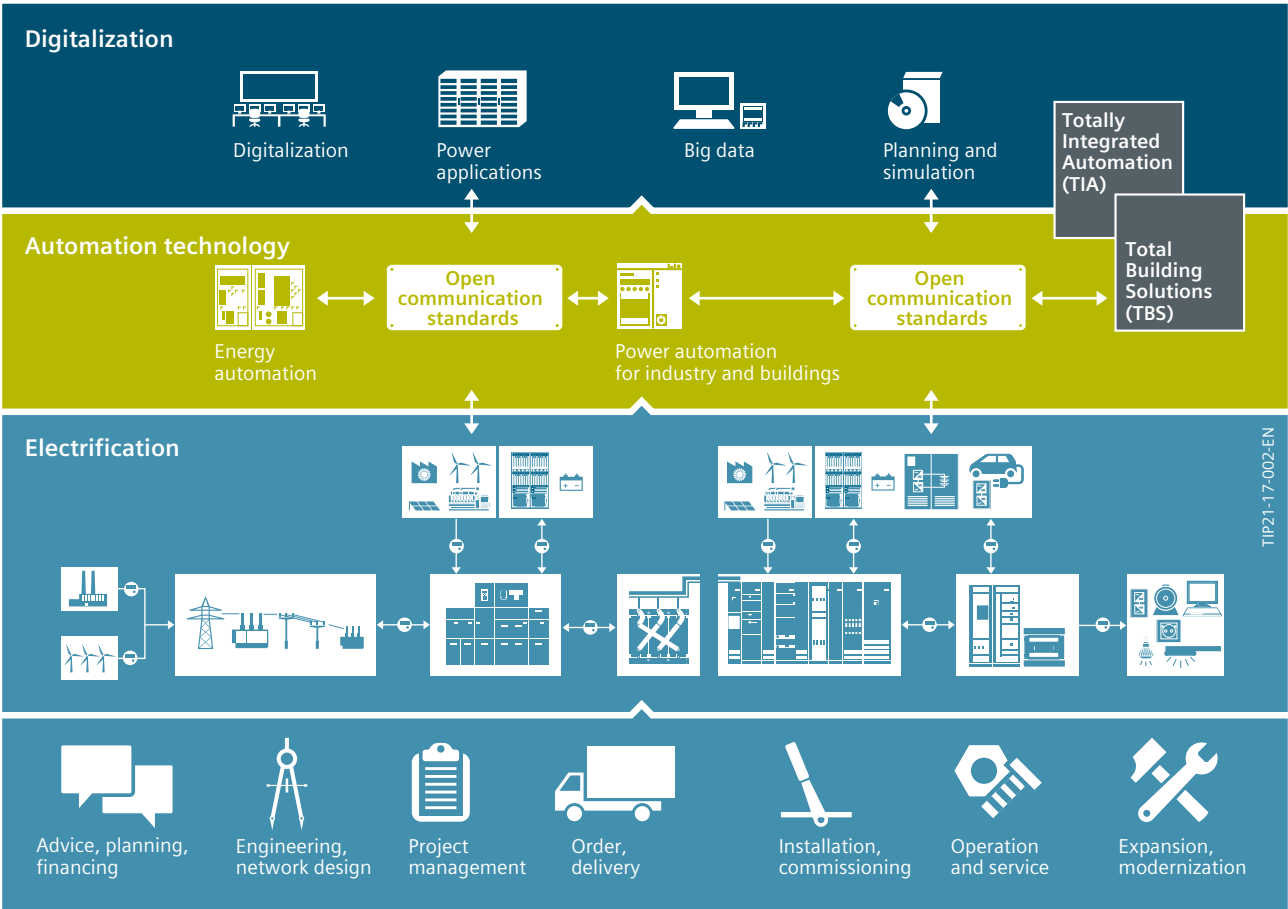 Digitalization
Digitalization
Power
applications
Big data
Planning and
simulation
Totally
Integrated
Automation
(TIA)
Automation technology
Energy
automation
Open
communication
standards
Power automation
for industry and buildings
Open
communication
standards
Total
Building
Solutions
(TBS)
Electrification
TIP21-17-002-EN
Advice, planning,
financing
Engineering,
network design
Project
management
Order,
delivery
Installation,
commissioning
Operation
and service
Expansion,
modernization